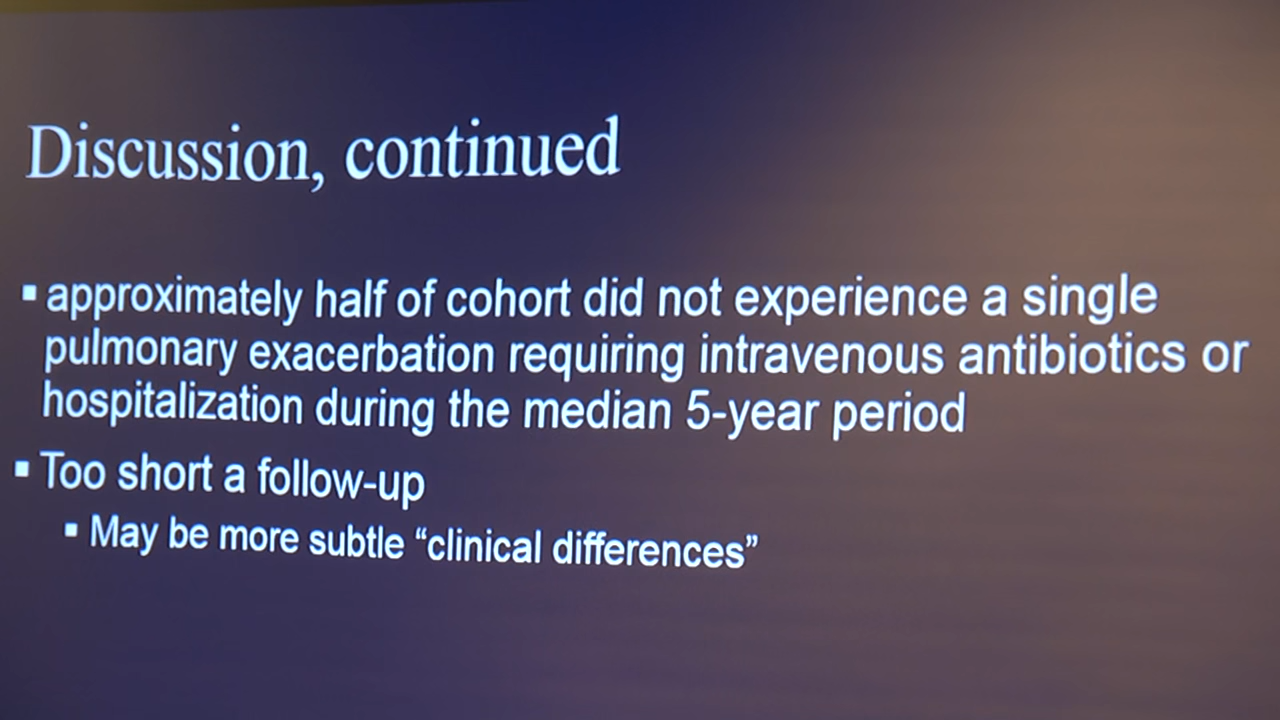 Discussion, continued
▪ approximately half of cohort did not experience a single
pulmonary exacerbation requiring intravenous antibiotics or
hospitalization during the median 5-year period
▪ Too short a follow-up
▪ May be more subtle “clinical differences”